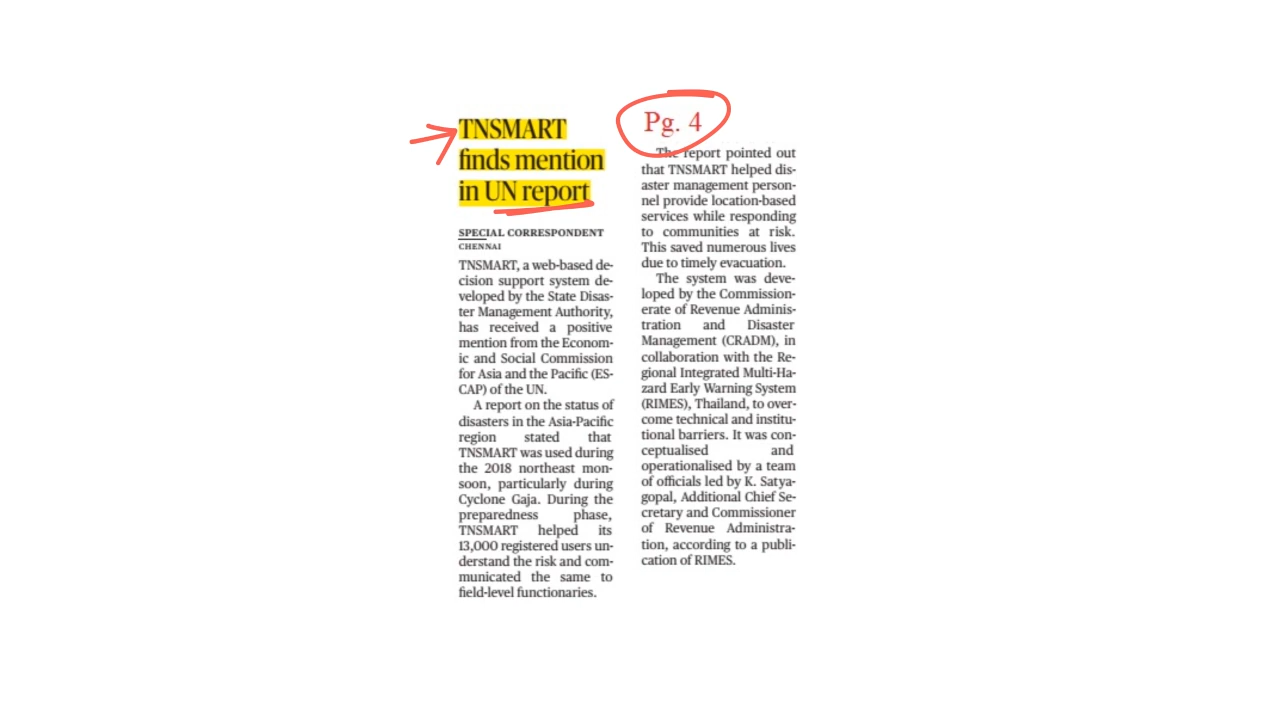 TNSMART
finds mention
in UN report
SPECIAL CORRESPONDENT
CHENNAI
TNSMART, a web-based de-
cision support system de-
veloped by the State Disas-
ter Management Authority,
has received a positive
mention from the Econom-
ic and Social Commission
for Asia and the Pacific (ES-
CAP) of the UN.
A report on the status of
disasters in the Asia-Pacific
region stated that
TNSMART was used during
the 2018 northeast mon-
soon, particularly during
Cyclone Gaja. During the
preparedness phase,
TNSMART helped its
13,000 registered users un-
derstand the risk and com-
municated the same to
field-level functionaries.
Pg. 4
The report pointed out
that TNSMART helped dis-
aster management person-
nel provide location-based
services while responding
to communities at risk.
This saved numerous lives
due to timely evacuation.
The system was deve-
loped by the Commission-
erate of Revenue Adminis-
tration and Disaster
Management (CRADM), in
collaboration with the Re-
gional Integrated Multi-Ha-
zard Early Warning System
(RIMES), Thailand, to over-
come technical and institu-
tional barriers. It was con-
ceptualised and
operationalised by a team
of officials led by K. Satya-
gopal, Additional Chief Se-
cretary and Commissioner
of Revenue Administra-
tion, according to a publi-
cation of RIMES.